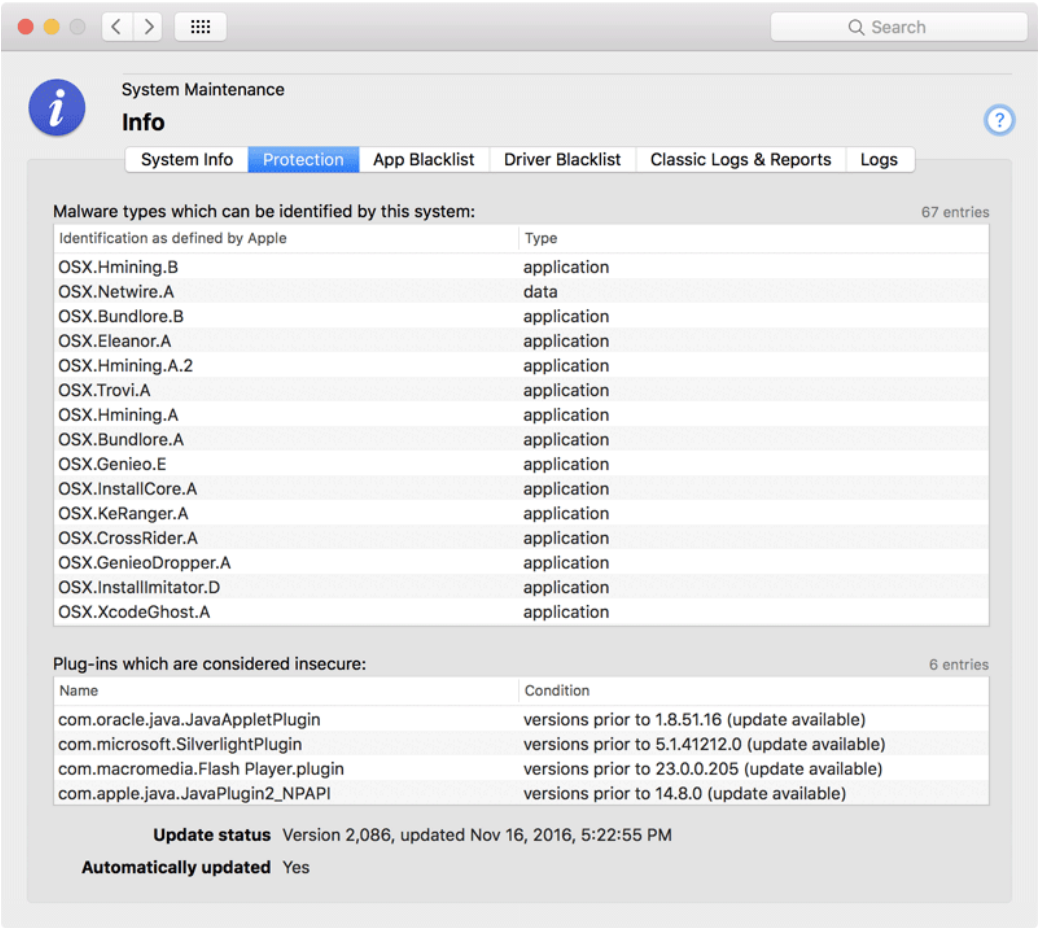 Search
System Maintenance
Info
?
System Info Protection App Blacklist Driver Blacklist Classic Logs & Reports Logs
Malware types which can be identified by this system: 67 entries
Identification as defined by Apple Type
OSX.Hmining.B application
OSX.Netwire.A data
OSX.Bundlore.B application
OSX.Eleanor.A application
OSX.Hmining.A.2 application
OSX.Trovi.A application
OSX.Hmining.A application
OSX.Bundlore.A application
OSX.Genieo.E application
OSX.InstallCore.A application
OSX.KeRanger.A application
OSX.CrossRider.A application
OSX.GenieoDropper.A application
OSX.InstallImitator.D application
OSX.XcodeGhost.A application
Plug-ins which are considered insecure: 6 entries
Name Condition
com.oracle.java.JavaAppletPlugin versions prior to 1.8.51.16 (update available)
com.microsoft.SilverlightPlugin versions prior to 5.1.41212.0 (update available)
com.macromedia.Flash Player.plugin versions prior to 23.0.0.205 (update available)
com.apple.java.JavaPlugin2_NPAPI versions prior to 14.8.0 (update available)
Update status Version 2,086, updated Nov 16, 2016, 5:22:55 PM
Automatically updated Yes